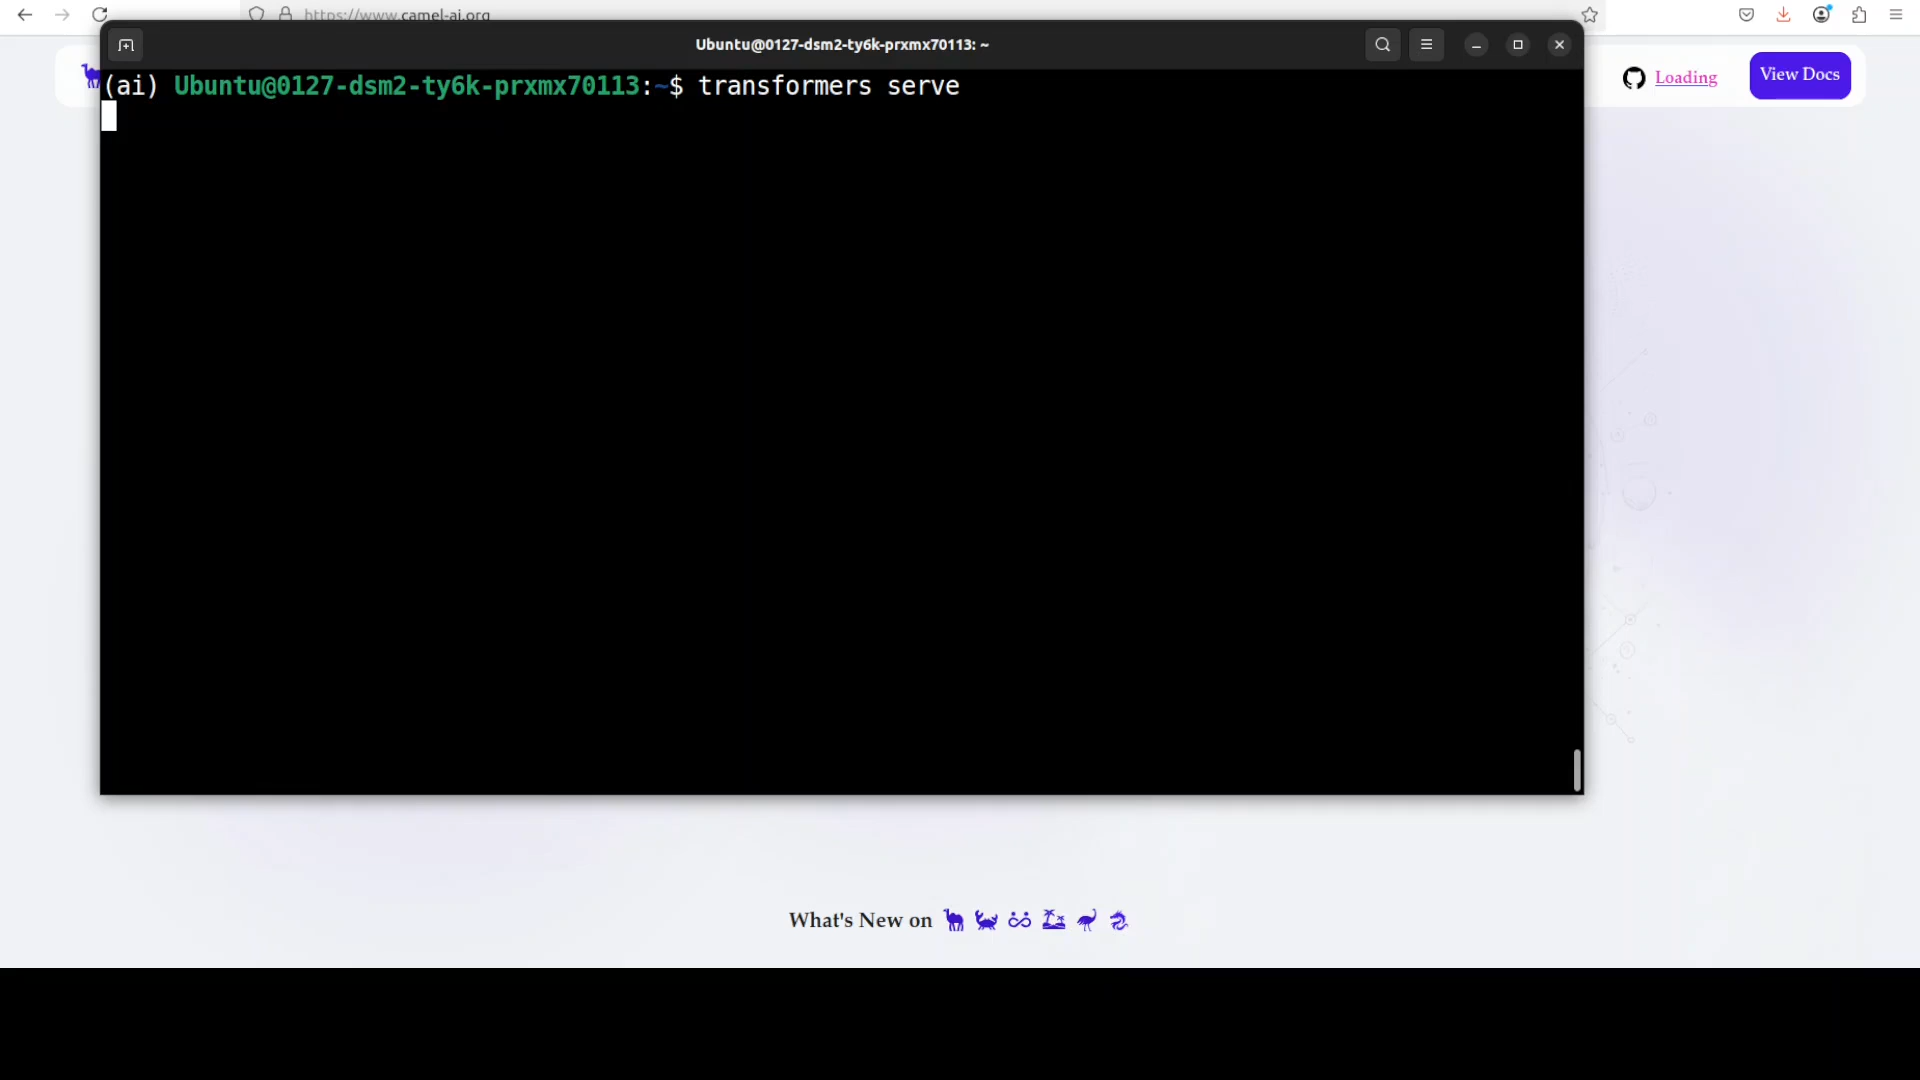 https://www.camel-ai.org
Ubuntu@0127-dsm2-ty6k-prxmx70113: ~
(ai) Ubuntu@0127-dsm2-ty6k-prxmx70113:~$ transformers serve
Loading
View Docs
What's New on